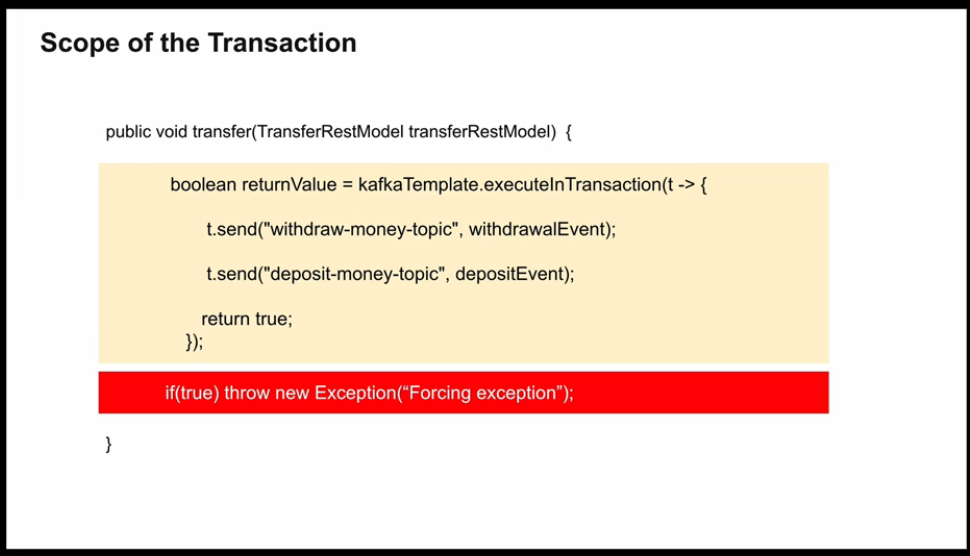 Scope of the Transaction
public void transfer(TransferRestModel transferRestModel) {
boolean returnValue = kafkaTemplate.executeInTransaction(t -> {
t.send("withdraw-money-topic", withdrawalEvent);
t.send("deposit-money-topic", depositEvent);
return true;
});
if(true) throw new Exception(“Forcing exception”);
}